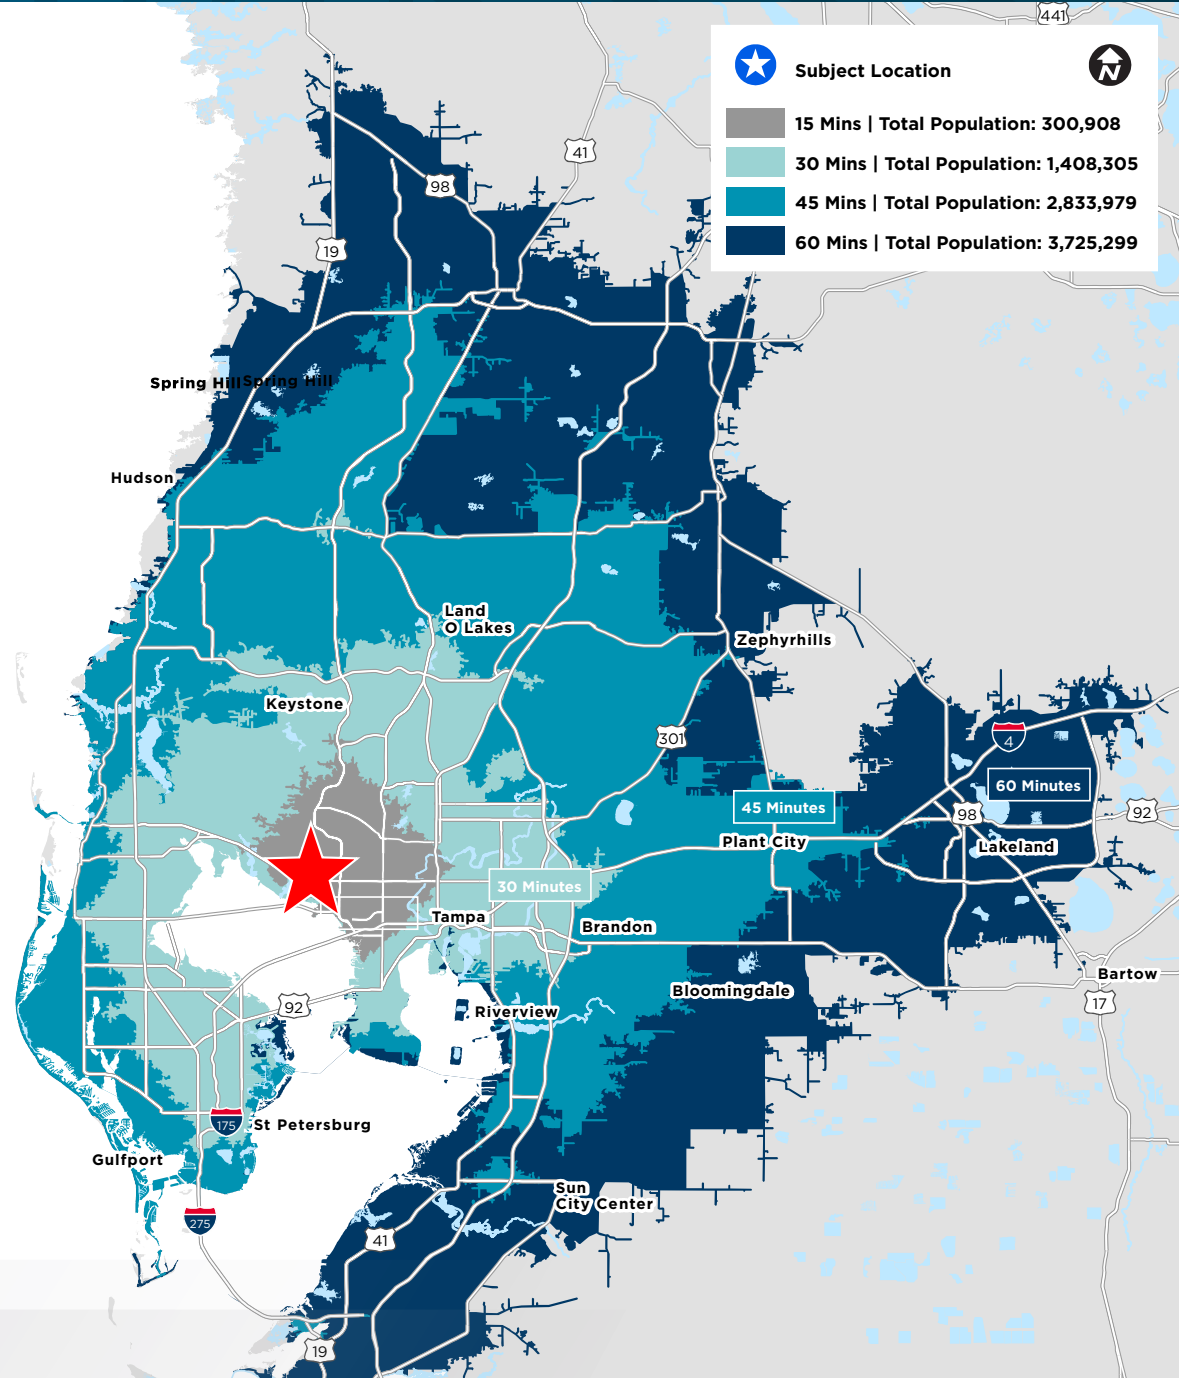 441
Subject Location
N
15 Mins | Total Population: 300,908
30 Mins | Total Population: 1,408,305
45 Mins | Total Population: 2,833,979
60 Mins | Total Population: 3,725,299
41
98
19
Spring Hill Spring Hill
Hudson
Land
O Lakes
Zephyrhills
Keystone
301
4
60 Minutes
45 Minutes
98
92
Plant City
Lakeland
30 Minutes
Tampa
Brandon
Bartow
Bloomingdale
92
Riverview
17
175
St Petersburg
Gulfport
Sun
City Center
275
41
19